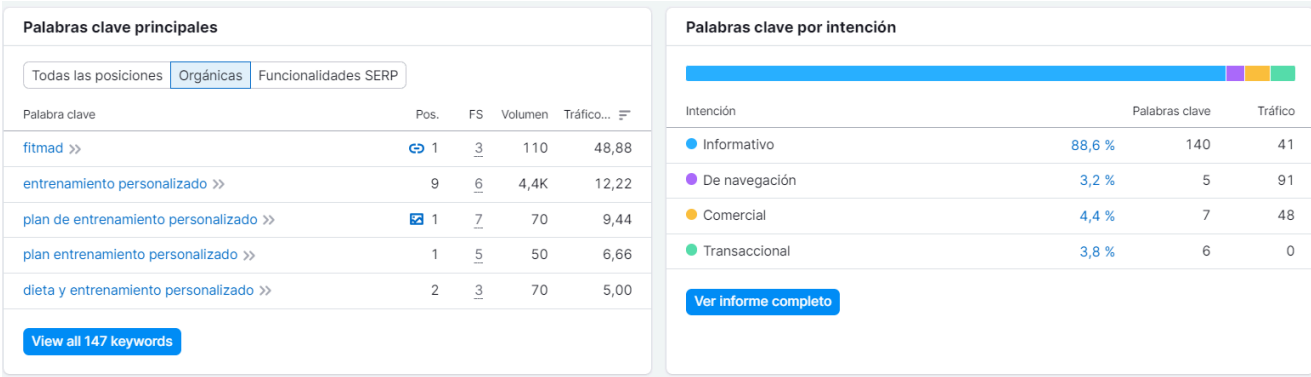 Palabras clave principales
Todas las posiciones Orgánicas Funcionalidades SERP
Palabra clave Pos. FS Volumen Tráfico...
fitmad 1 3 110 48,88
entrenamiento personalizado 9 6 4,4K 12,22
plan de entrenamiento personalizado 1 7 70 9,44
plan entrenamiento personalizado 1 5 50 6,66
dieta y entrenamiento personalizado 2 3 70 5,00
View all 147 keywords
Palabras clave por intención
Intención Palabras clave Tráfico
Informativo 88,6 % 140 41
De navegación 3,2 % 5 91
Comercial 4,4 % 7 48
Transaccional 3,8 % 6 0
Ver informe completo